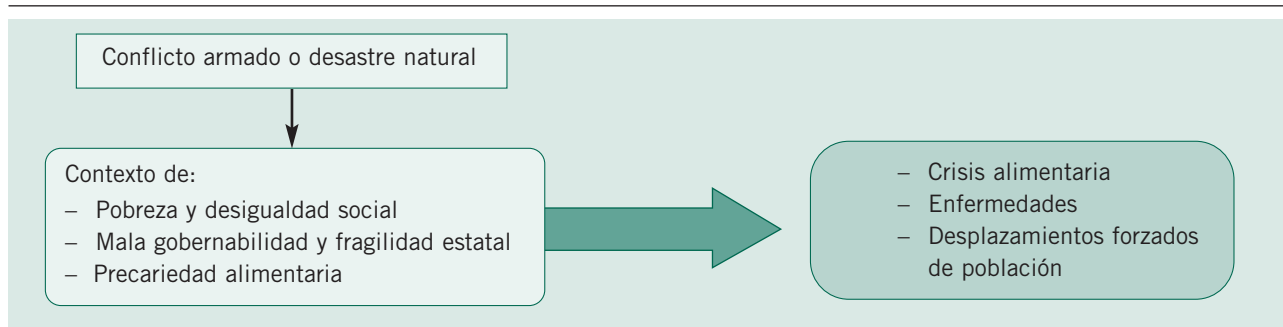 Conflicto armado o desastre natural
Contexto de:
– Pobreza y desigualdad social
– Mala gobernabilidad y fragilidad estatal
– Precariedad alimentaria
– Crisis alimentaria
– Enfermedades
– Desplazamientos forzados
de población